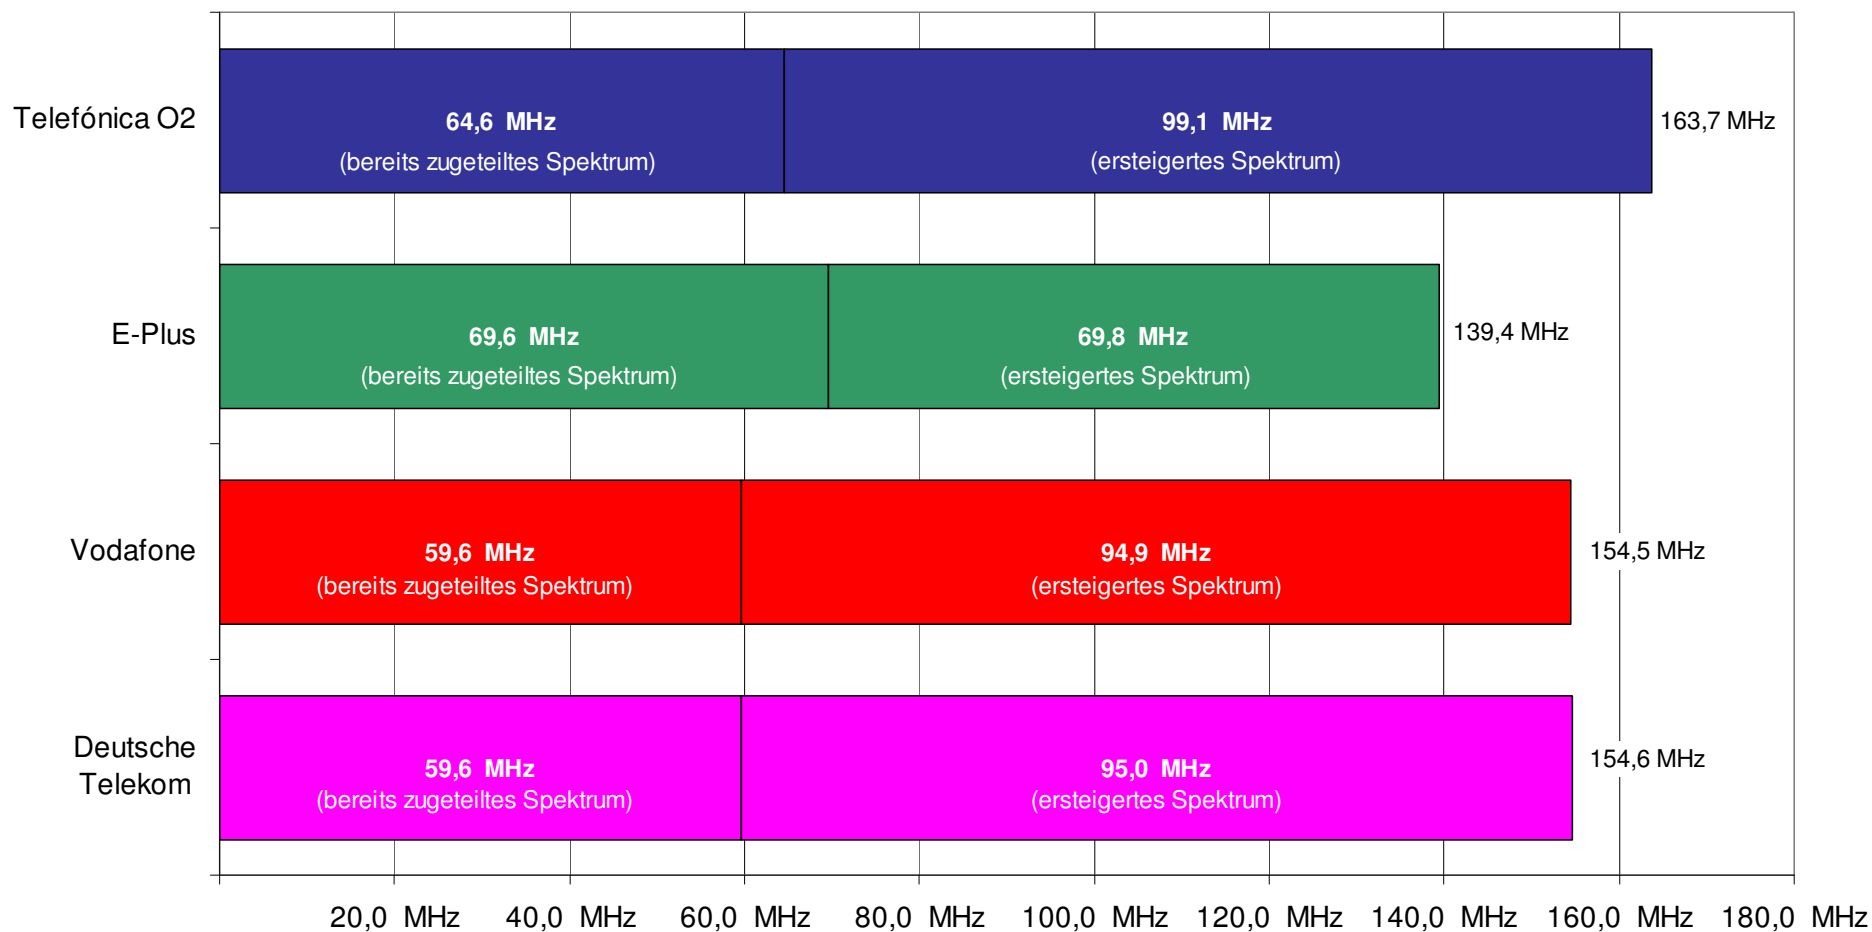 Telefónica O2
64,6 MHz
(bereits zugeteiltes Spektrum)
99,1 MHz
(ersteigertes Spektrum)
163,7 MHz
E-Plus
69,6 MHz
(bereits zugeteiltes Spektrum)
69,8 MHz
(ersteigertes Spektrum)
139,4 MHz
Vodafone
59,6 MHz
(bereits zugeteiltes Spektrum)
94,9 MHz
(ersteigertes Spektrum)
154,5 MHz
Deutsche
Telekom
59,6 MHz
(bereits zugeteiltes Spektrum)
95,0 MHz
(ersteigertes Spektrum)
154,6 MHz
20,0 MHz 40,0 MHz 60,0 MHz 80,0 MHz 100,0 MHz 120,0 MHz 140,0 MHz 160,0 MHz 180,0 MHz